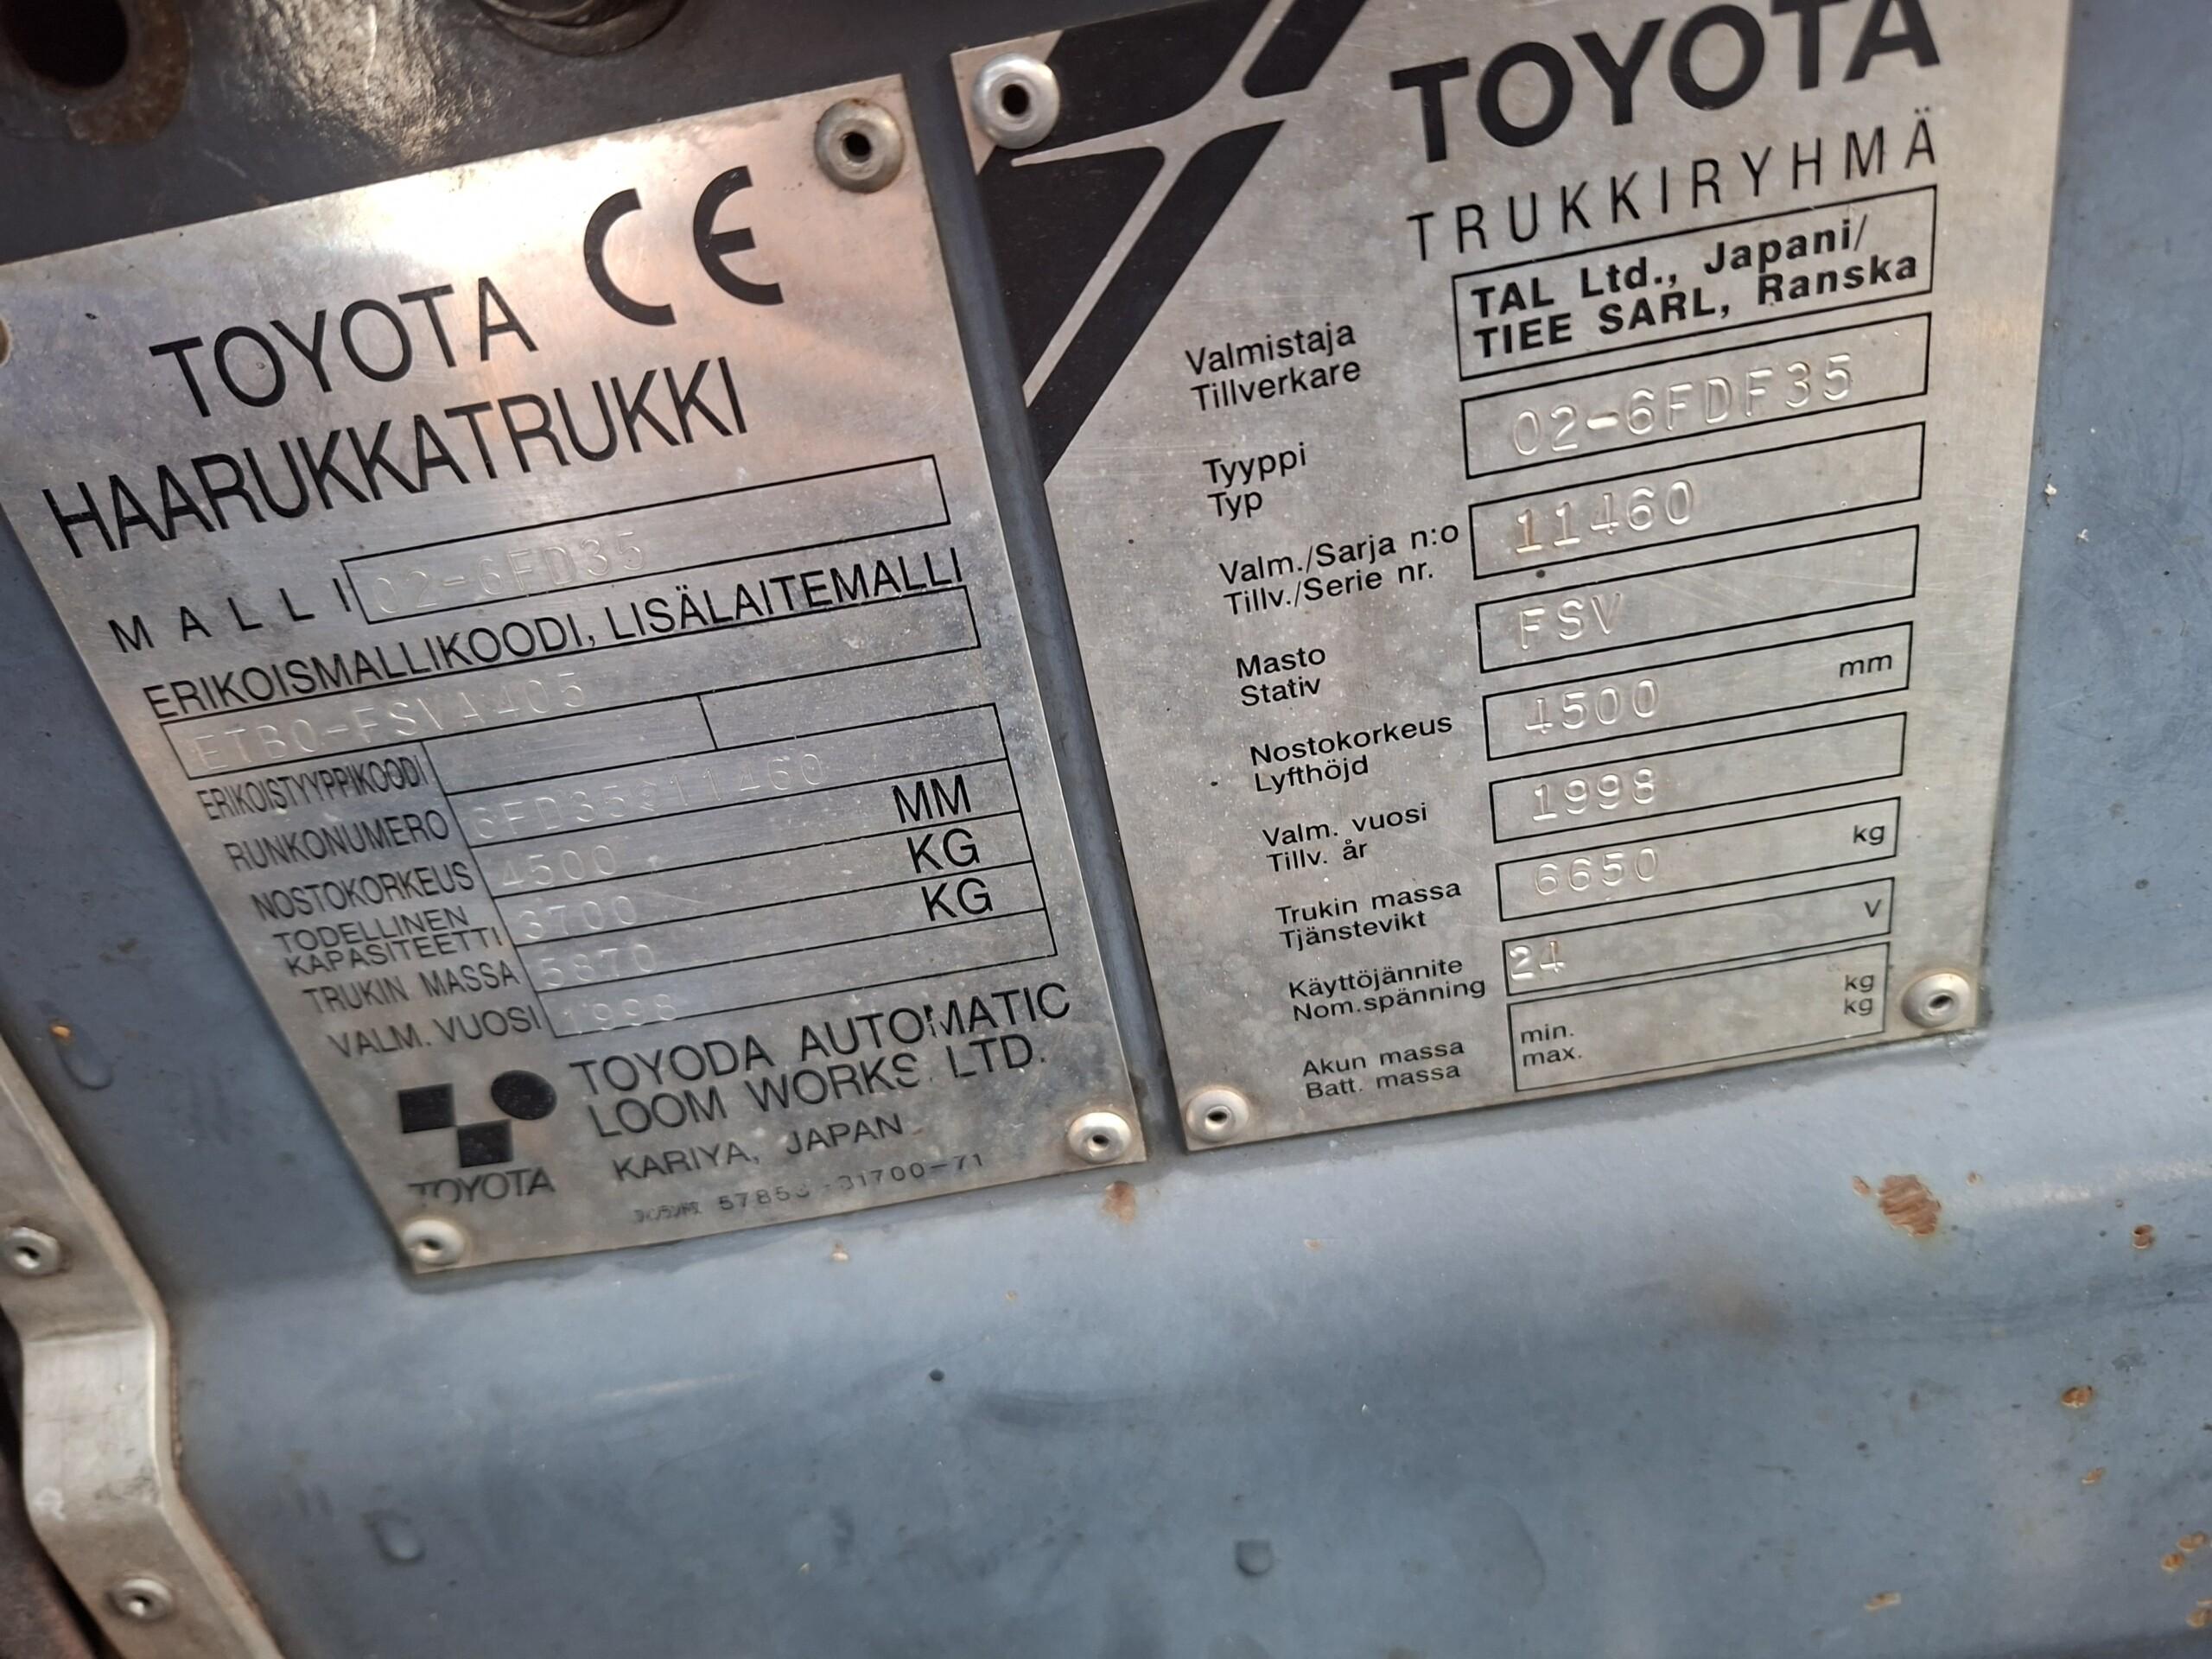 TOYOTA CE
HAARUKKATRUKKI
MALLI 02-6FD35
ERIKOISMALLIKOODI, LISÄLAITEMALLI
ETB0-FSVA405
ERIKOISTYYPPIKOODI
RUNKONUMERO 6FD35 11460
NOSTOKORKEUS 4500 MM
TODELLINEN
KAPASITEETTI 3700 KG
TRUKIN MASSA 5870 KG
VALM. VUOSI 1998
TOYODA AUTOMATIC
LOOM WORKS. LTD.
KARIYA, JAPAN
TOYOTA
TOYOTA
TRUKKIRYHMÄ
Valmistaja TAL Ltd., Japani/
Tillverkare TIEE SARL, Ranska
Tyyppi 02-6FDF35
Typ
Valm./Sarja n:o 11460
Tillv./Serie nr.
Masto FSV
Stativ
Nostokorkeus 4500 mm
Lyfthöjd
Valm. vuosi 1998
Tillv. år
Trukin massa 6650 kg
Tjänstevikt
Käyttöjännite 24 V
Nom.spänning
Akun massa min. kg
Batt. massa max. kg